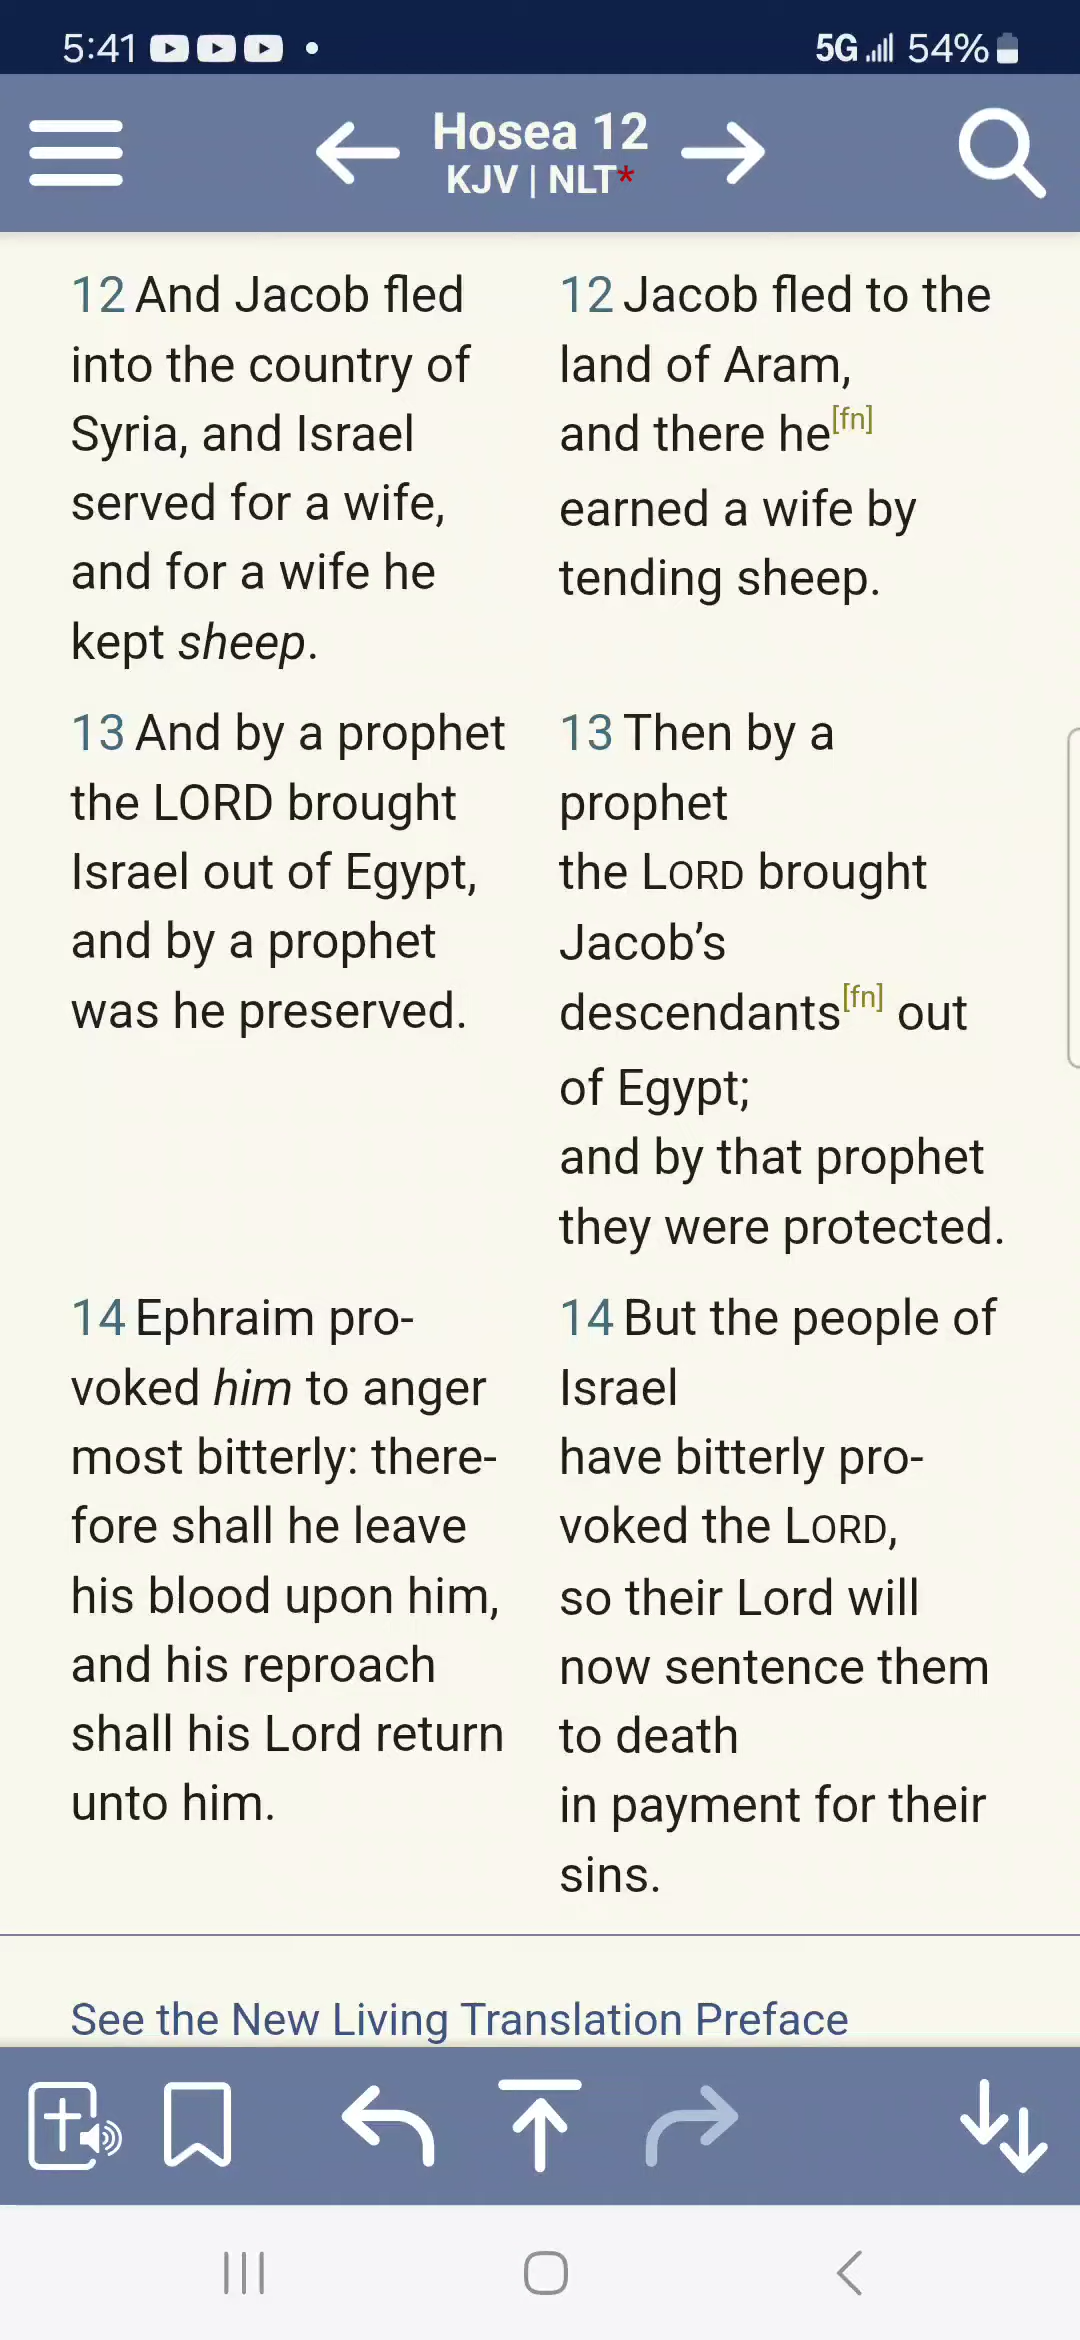 5:41
5G 54%
Hosea 12
KJV | NLT*
12 And Jacob fled
into the country of
Syria, and Israel
served for a wife,
and for a wife he
kept sheep.
12 Jacob fled to the
land of Aram,
and there he[fn]
earned a wife by
tending sheep.
13 And by a prophet
the LORD brought
Israel out of Egypt,
and by a prophet
was he preserved.
13 Then by a
prophet
the LORD brought
Jacob’s
descendants[fn] out
of Egypt;
and by that prophet
they were protected.
14 Ephraim pro-
voked him to anger
most bitterly: there-
fore shall he leave
his blood upon him,
and his reproach
shall his Lord return
unto him.
14 But the people of
Israel
have bitterly pro-
voked the LORD,
so their Lord will
now sentence them
to death
in payment for their
sins.
See the New Living Translation Preface